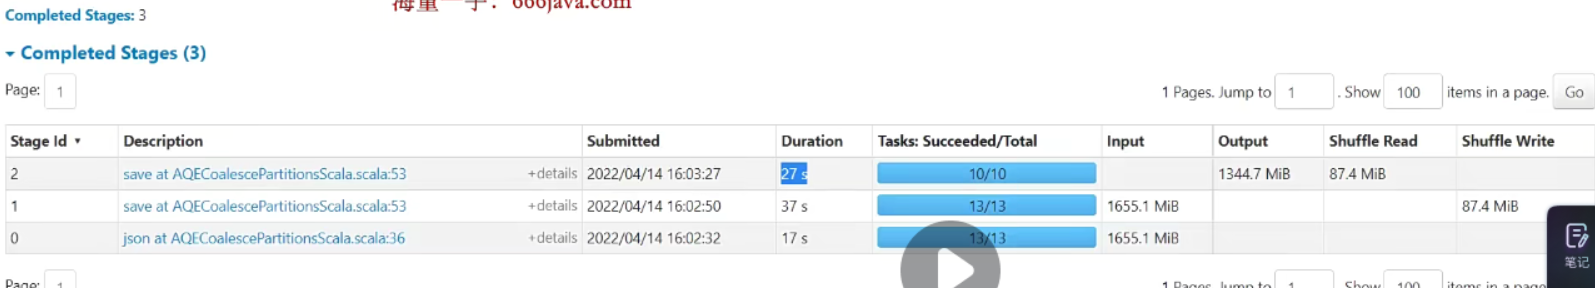 海量一手：666java.com
Completed Stages: 3
Completed Stages (3)
Page: 1
1 Pages. Jump to 1 . Show 100 items in a page. Go
Stage Id Description Submitted Duration Tasks: Succeeded/Total Input Output Shuffle Read Shuffle Write
2 save at AQECoalescePartitionsScala.scala:53 +details 2022/04/14 16:03:27 27 s 10/10 1344.7 MiB 87.4 MiB
1 save at AQECoalescePartitionsScala.scala:53 +details 2022/04/14 16:02:50 37 s 13/13 1655.1 MiB 87.4 MiB
0 json at AQECoalescePartitionsScala.scala:36 +details 2022/04/14 16:02:32 17 s 13/13 1655.1 MiB
笔记
Page: 1
1 Pages. Jump to 1 . Show 100 items in a page